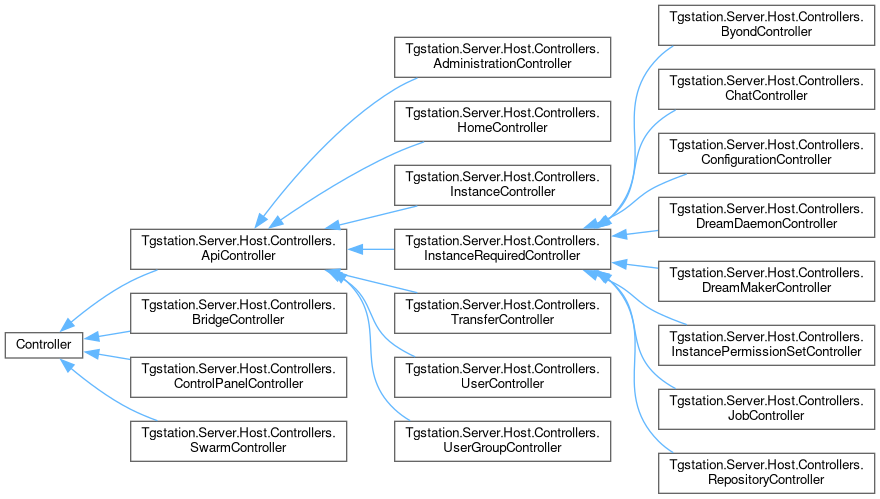 Controller
Tgstation.Server.Host.Controllers.
ApiController
Tgstation.Server.Host.Controllers.
BridgeController
Tgstation.Server.Host.Controllers.
ControlPanelController
Tgstation.Server.Host.Controllers.
SwarmController
Tgstation.Server.Host.Controllers.
AdministrationController
Tgstation.Server.Host.Controllers.
HomeController
Tgstation.Server.Host.Controllers.
InstanceController
Tgstation.Server.Host.Controllers.
InstanceRequiredController
Tgstation.Server.Host.Controllers.
TransferController
Tgstation.Server.Host.Controllers.
UserController
Tgstation.Server.Host.Controllers.
UserGroupController
Tgstation.Server.Host.Controllers.
ByondController
Tgstation.Server.Host.Controllers.
ChatController
Tgstation.Server.Host.Controllers.
ConfigurationController
Tgstation.Server.Host.Controllers.
DreamDaemonController
Tgstation.Server.Host.Controllers.
DreamMakerController
Tgstation.Server.Host.Controllers.
InstancePermissionSetController
Tgstation.Server.Host.Controllers.
JobController
Tgstation.Server.Host.Controllers.
RepositoryController